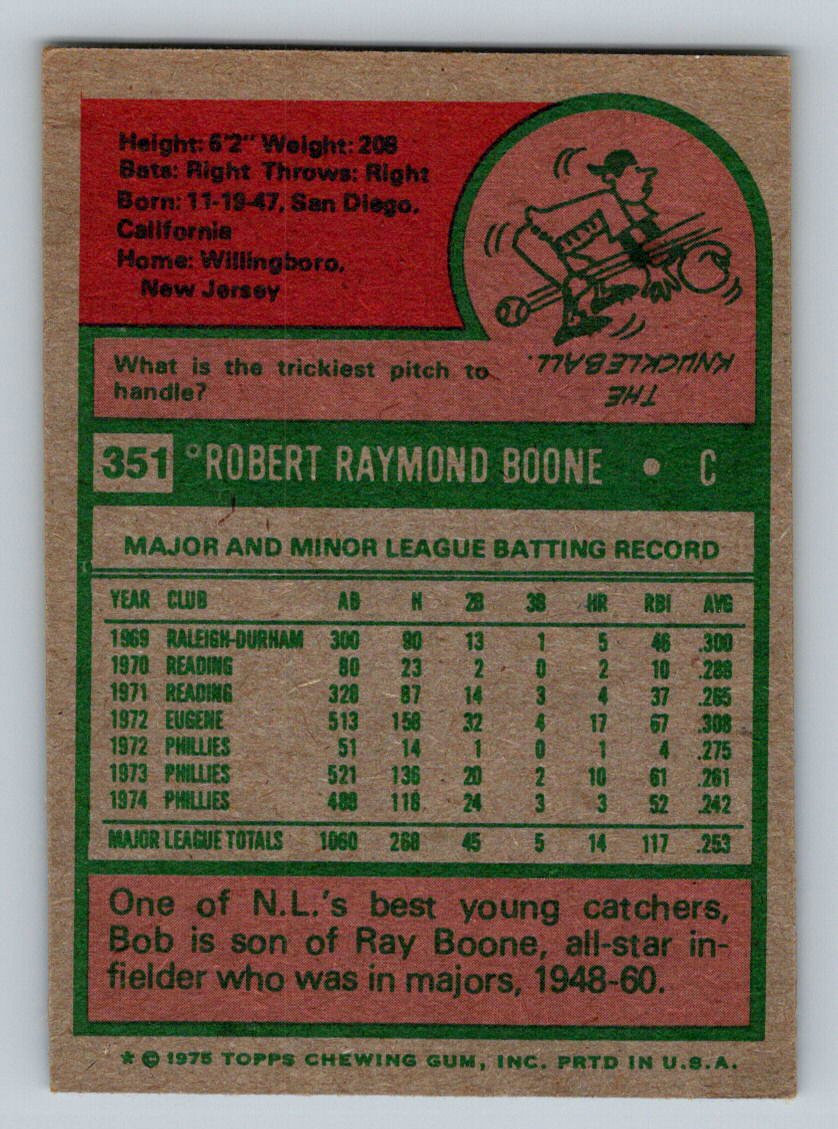 Height: 6'2" Weight: 208
Bats: Right Throws: Right
Born: 11-19-47, San Diego,
California
Home: Willingboro,
New Jersey
What is the trickiest pitch to
handle?
THE
KNUCKLEBALL.
351 °ROBERT RAYMOND BOONE • C
MAJOR AND MINOR LEAGUE BATTING RECORD
YEAR CLUB AB H 2B 3B HR RBI AVG
1969 RALEIGH-DURHAM 300 90 13 1 5 46 .300
1970 READING 80 23 2 0 2 10 .288
1971 READING 328 87 14 3 4 37 .265
1972 EUGENE 513 158 32 4 17 67 .308
1972 PHILLIES 51 14 1 0 1 4 .275
1973 PHILLIES 521 136 20 2 10 61 .261
1974 PHILLIES 488 118 24 3 3 52 .242
MAJOR LEAGUE TOTALS 1060 268 45 5 14 117 .253
One of N.L.'s best young catchers,
Bob is son of Ray Boone, all-star in-
fielder who was in majors, 1948-60.
* © 1975 TOPPS CHEWING GUM, INC. PRTD IN U.S.A.